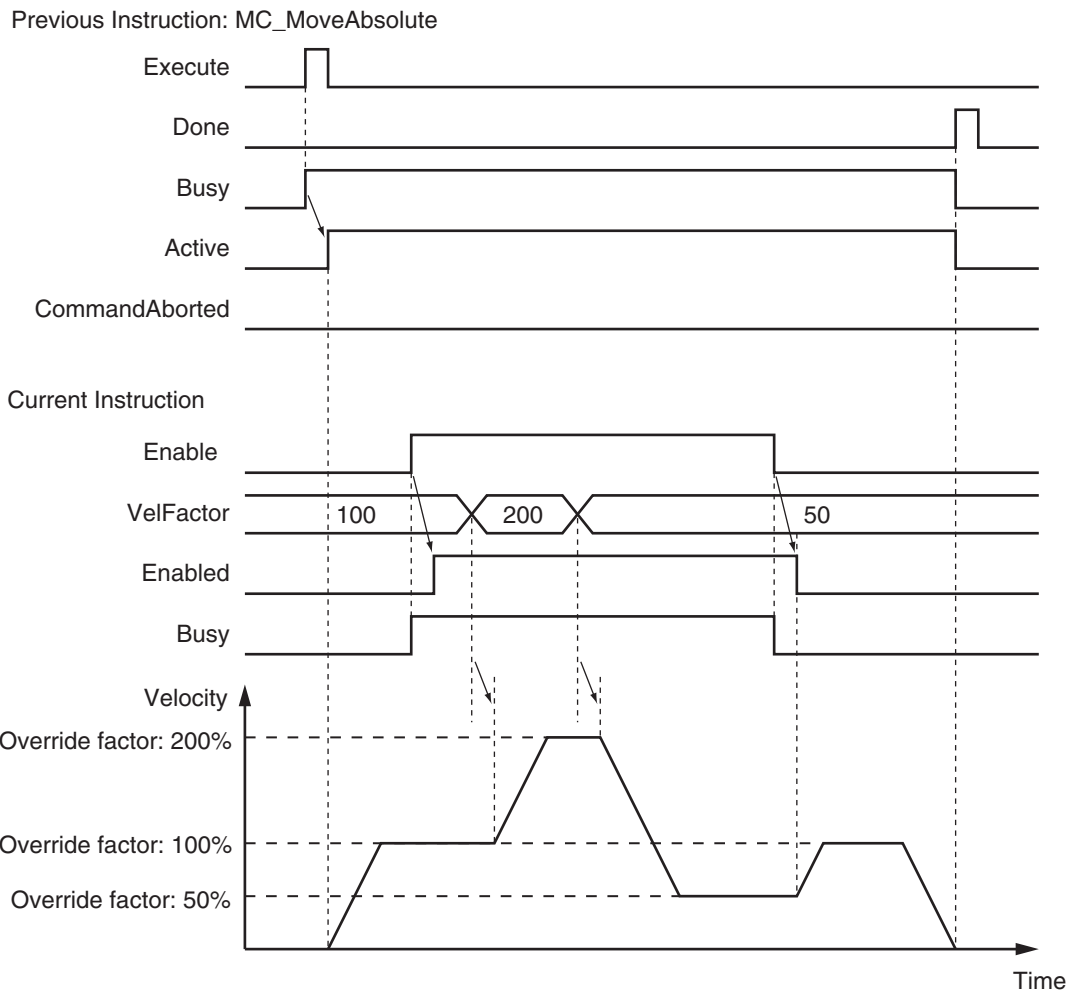 Previous Instruction: MC_MoveAbsolute
Execute
Done
Busy
Active
CommandAborted
Current Instruction
Enable
VelFactor 100 200 50
Enabled
Busy
Velocity
Override factor: 200%
Override factor: 100%
Override factor: 50%
Time